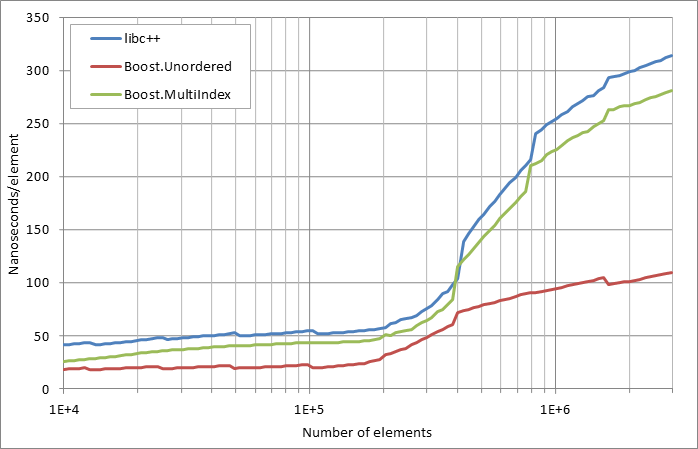 350
300
250
200
150
100
50
0
Nanoseconds/element
libc++
Boost.Unordered
Boost.MultiIndex
1E+4
1E+5
1E+6
Number of elements